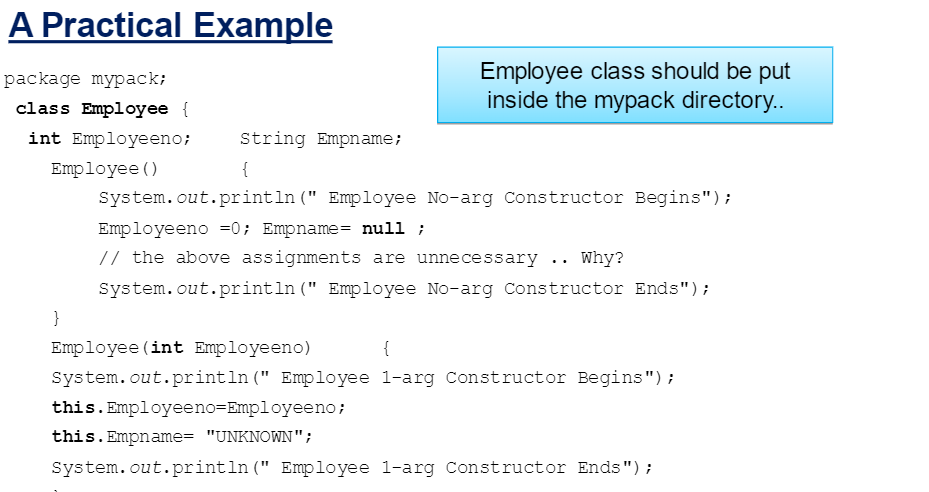 A Practical Example
Employee class should be put
inside the mypack directory..
package mypack;
class Employee {
int Employeeno; String Empname;
Employee() {
System.out.println(" Employee No-arg Constructor Begins");
Employeeno =0; Empname= null ;
// the above assignments are unnecessary .. Why?
System.out.println(" Employee No-arg Constructor Ends");
}
Employee(int Employeeno) {
System.out.println(" Employee 1-arg Constructor Begins");
this.Employeeno=Employeeno;
this.Empname= "UNKNOWN";
System.out.println(" Employee 1-arg Constructor Ends");